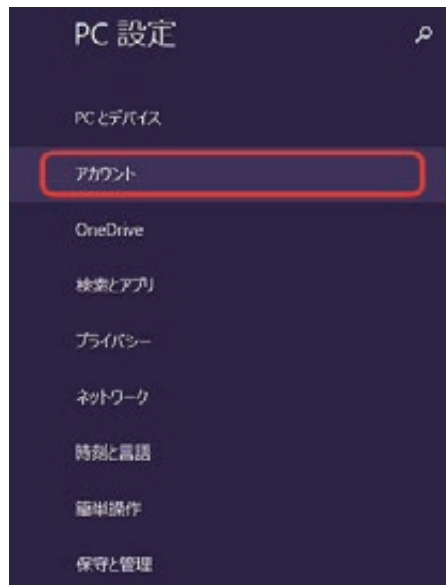 PC 設定
PC とデバイス
アカウント
OneDrive
検索とアプリ
プライバシー
ネットワーク
時刻と言語
簡単操作
保守と管理